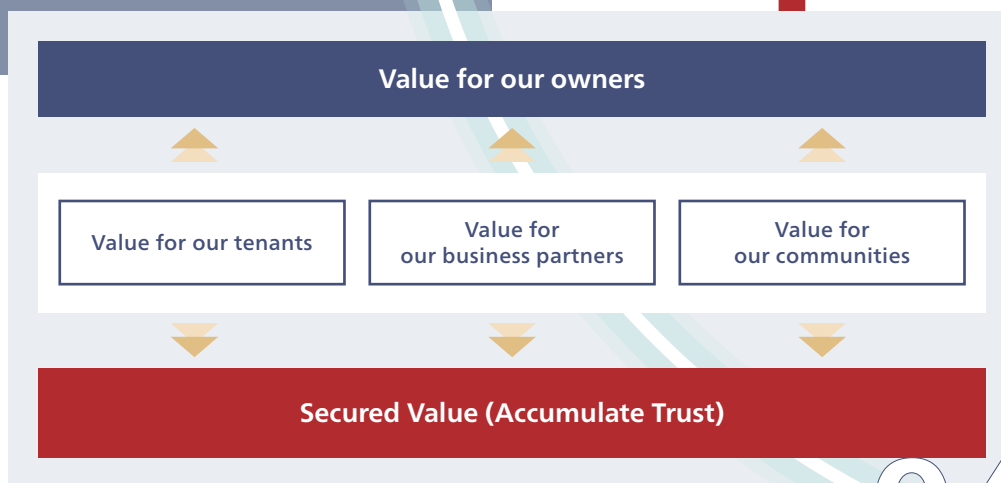 Value for our owners
Value for our tenants
Value for
our business partners
Value for
our communities
Secured Value (Accumulate Trust)